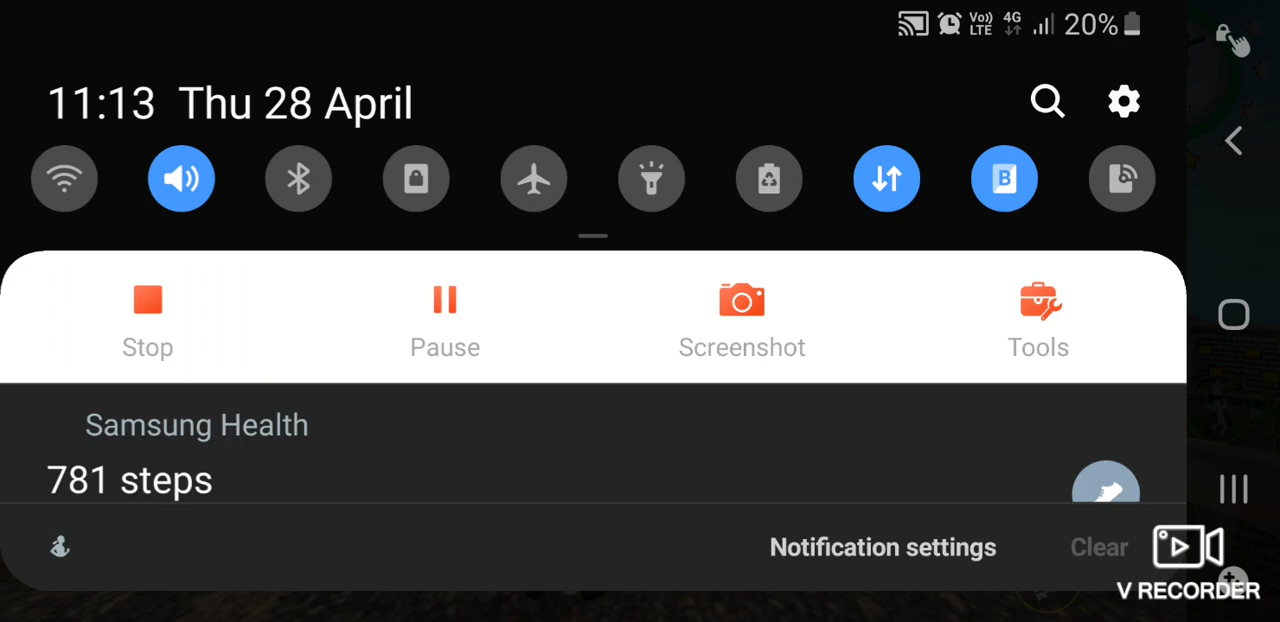 Vo)) LTE 4G 20%
11:13 Thu 28 April
B
Stop Pause Screenshot Tools
Samsung Health
781 steps
Notification settings Clear
V RECORDER